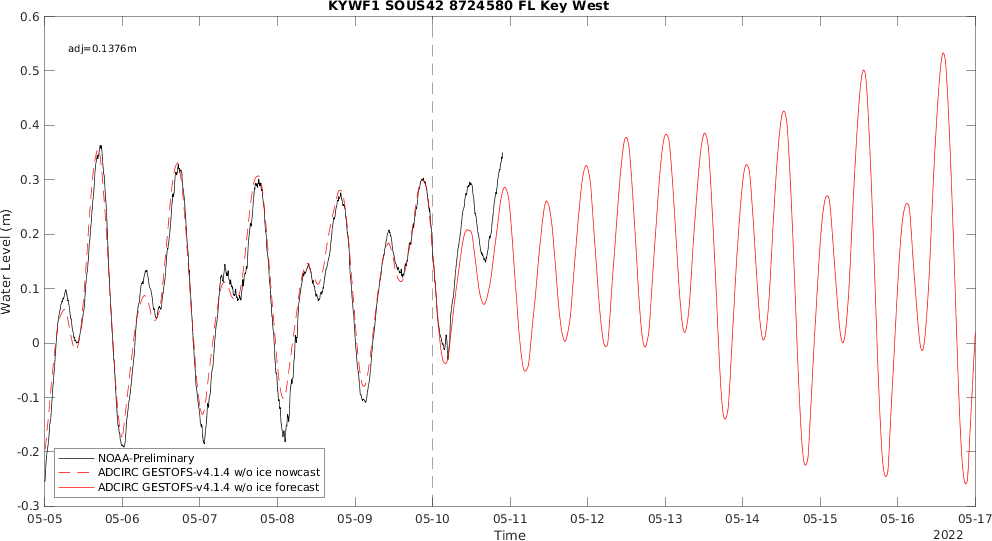 KYWF1 SOUS42 8724580 FL Key West
adj=0.1376m
Water Level (m)
0.6
0.5
0.4
0.3
0.2
0.1
0
-0.1
-0.2
-0.3
NOAA-Preliminary
ADCIRC GESTOFS-v4.1.4 w/o ice nowcast
ADCIRC GESTOFS-v4.1.4 w/o ice forecast
05-05 05-06 05-07 05-08 05-09 05-10 05-11 05-12 05-13 05-14 05-15 05-16 05-17
Time
2022